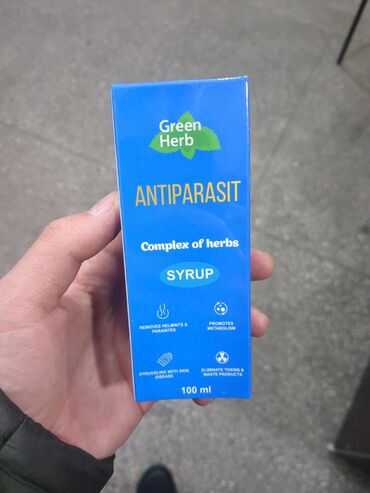 Green
Herb
ANTIPARASIT
Complex of herbs
SYRUP
REMOVES HELMINTS &
PARAHITES
PROMOTES
METABOLISM
STRUGGLING WITH SKIN
DISEASE
ELIMINATE TOXINS &
WASTE PRODUCTS
100 ml